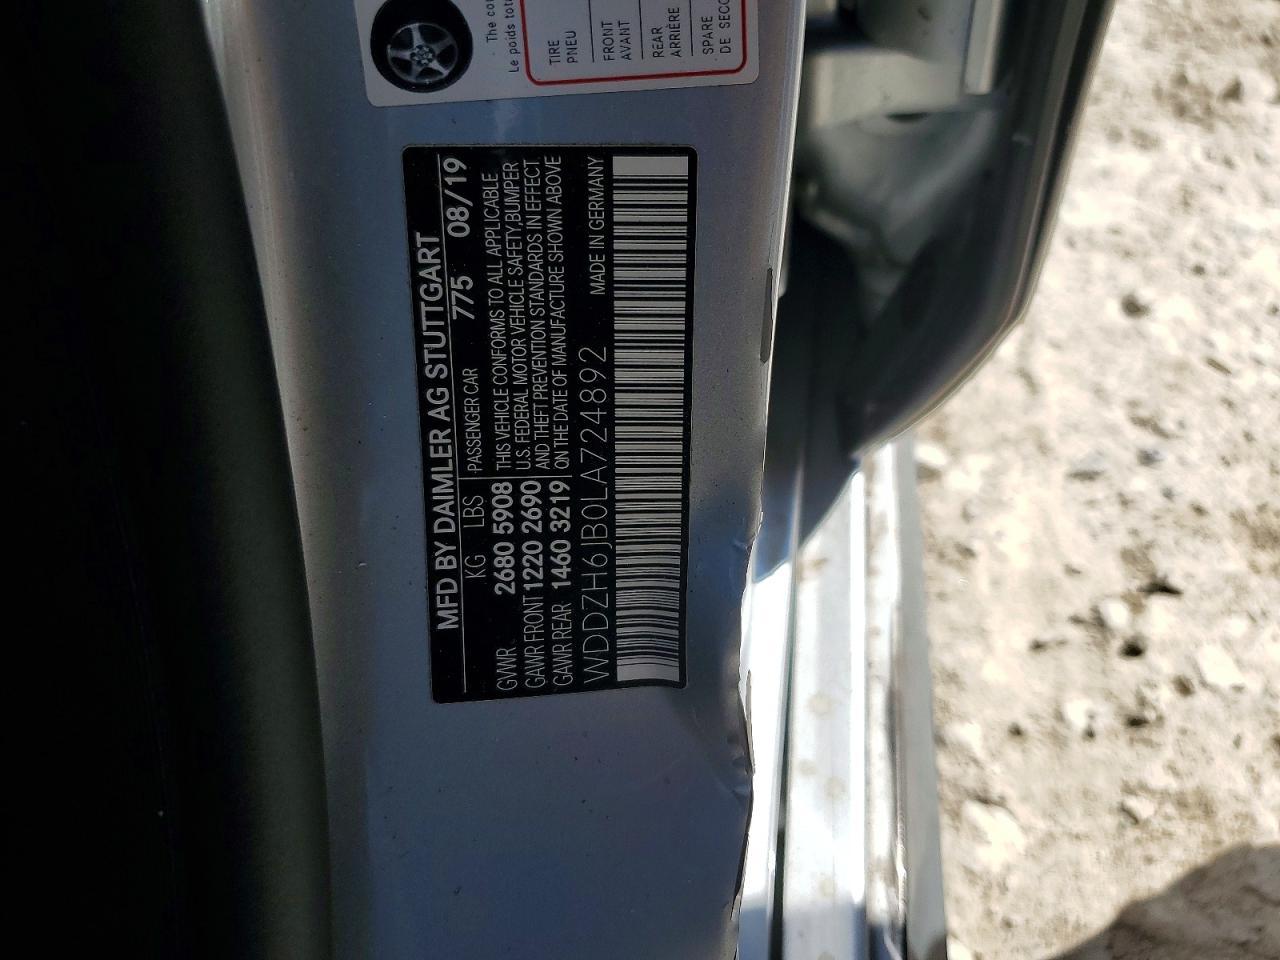 The
Le poids
TIRE
PNEU
FRONT
AVANT
REAR
ARRIÈRE
SPARE
DE
MFD BY DAIMLER AG STUTTGART
KG LBS PASSENGER CAR 775 08/19
GVWR 2680 5908 THIS VEHICLE CONFORMS TO ALL APPLICABLE
GAWR FRONT 1220 2690 U.S. FEDERAL MOTOR VEHICLE SAFETY,BUMPER
AND THEFT PREVENTION STANDARDS IN EFFECT
GAWR REAR 1460 3219 ON THE DATE OF MANUFACTURE SHOWN ABOVE
WDDZH6JB0LA724892 MADE IN GERMANY